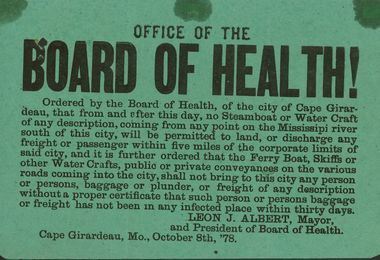 OFFICE OF THE
BOARD OF HEALTH!
Ordered by the Board of Health, of the city of Cape Girar-
deau, that from and after this day, no Steamboat or Water Craft
of any description, coming from any point on the Mississippi river
south of this city, will be permitted to land, or discharge any
freight or passenger within five miles of the corporate limits of
said city, and it is further ordered that the Ferry Boat, Skiffs or
other Water Crafts, public or private conveyances on the various
roads coming into the city, shall not bring to this city any person
or persons, baggage or plunder, or freight of any description
without a proper certificate that such person or persons baggage
or freight has not been in any infected place within thirty days.
LEON J. ALBERT, Mayor,
and President of Board of Health.
Cape Girardeau, Mo., October 8th, '78.